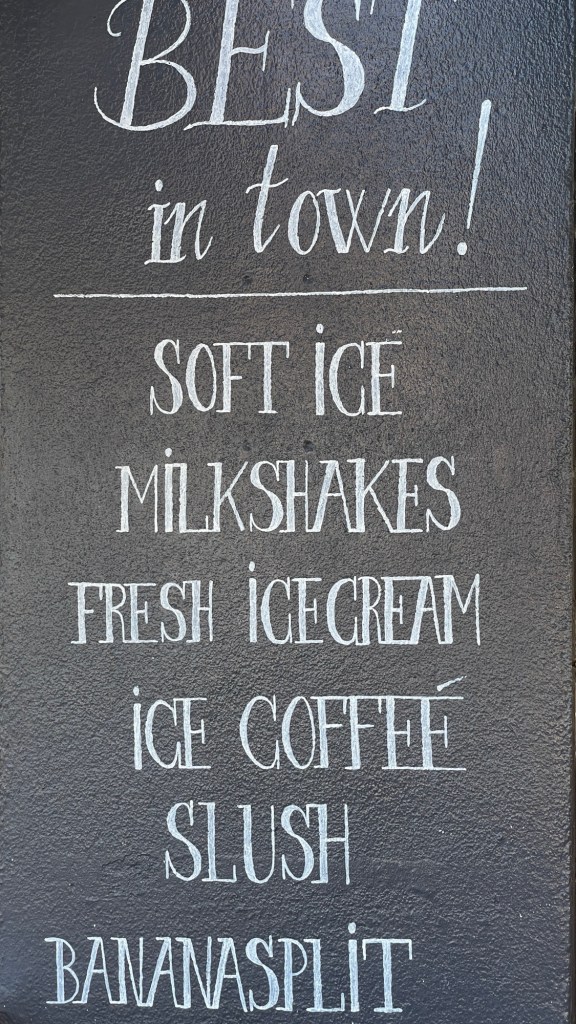 BEST
in town!
SOFT iCE
MiLKSHAKES
FRESH iCECREAM
iCE COFFEÉ
SLUSH
BANANASPLiT